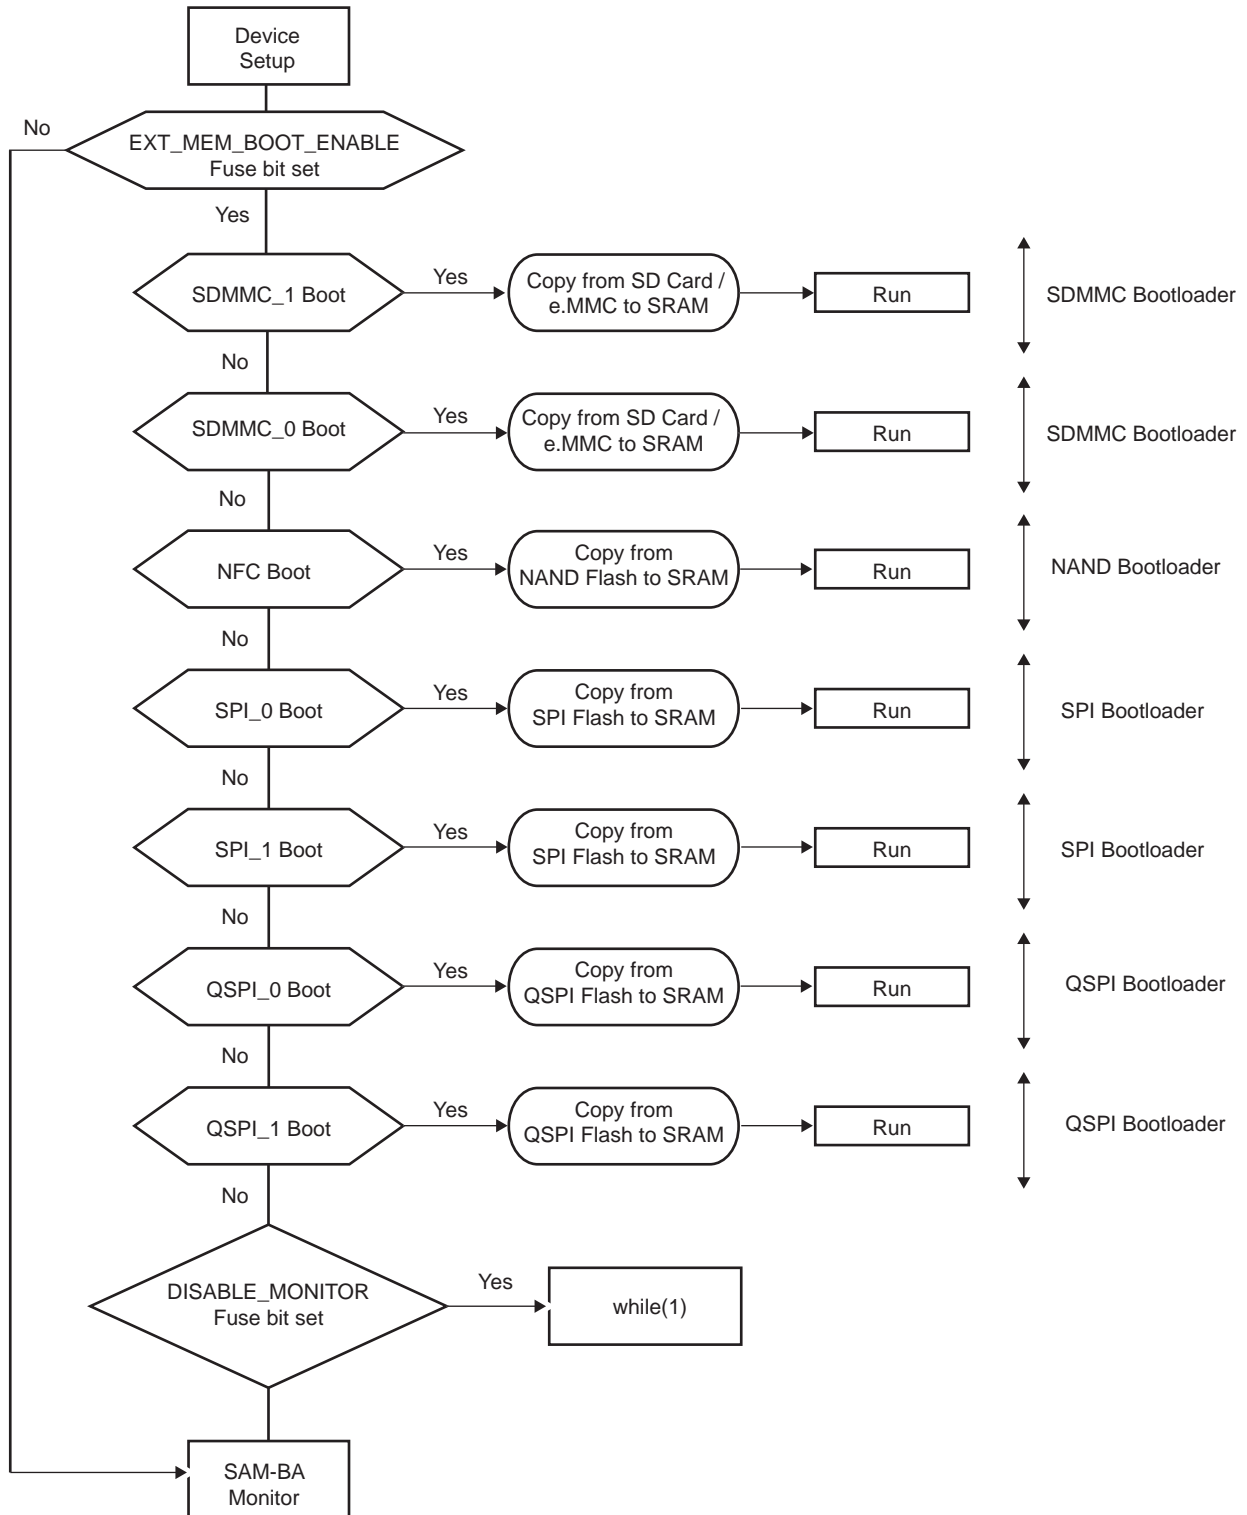 Device
Setup
No
EXT_MEM_BOOT_ENABLE
Fuse bit set
Yes
SDMMC_1 Boot
Yes
Copy from SD Card /
e.MMC to SRAM
Run
SDMMC Bootloader
No
SDMMC_0 Boot
Yes
Copy from SD Card /
e.MMC to SRAM
Run
SDMMC Bootloader
No
NFC Boot
Yes
Copy from
NAND Flash to SRAM
Run
NAND Bootloader
No
SPI_0 Boot
Yes
Copy from
SPI Flash to SRAM
Run
SPI Bootloader
No
SPI_1 Boot
Yes
Copy from
SPI Flash to SRAM
Run
SPI Bootloader
No
QSPI_0 Boot
Yes
Copy from
QSPI Flash to SRAM
Run
QSPI Bootloader
No
QSPI_1 Boot
Yes
Copy from
QSPI Flash to SRAM
Run
QSPI Bootloader
No
DISABLE_MONITOR
Fuse bit set
Yes
while(1)
SAM-BA
Monitor